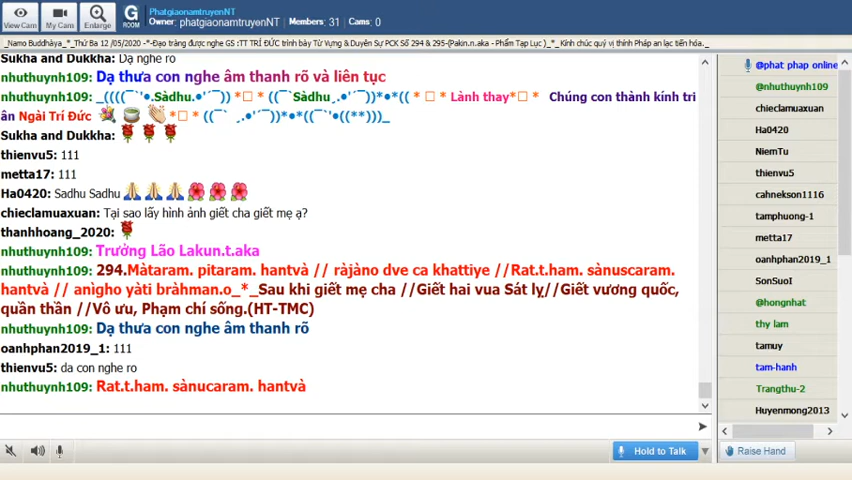 View Cam
My Cam
Enlarge
G
ROOM
PhatgiaonamtruyenNT
Owner: phatgiaonamtruyenNT Members: 31 Cams: 0
_Namo Buddhàya_*_Thứ Ba 12 /05/2020 -*-Đạo tràng được nghe GS :TT TRÍ ĐỨC trình bày Từ Vựng & Duyên Sự PCK Số 294 & 295-(Pakin.n.aka - Phẩm Tạp Lục )_*_Kính chúc quý vị thính Pháp an lạc tiến hóa._
Sukha and Dukkha: Dạ nghe rõ
nhuthuynh109: Dạ thưa con nghe âm thanh rõ và liên tục
nhuthuynh109: _((((¯`'•.Sàdhu.•'´¯)) *□ * ((¯`Sàdhu¸.•'´¯))*•*(( * □ * Lành thay*□ * Chúng con thành kính tri
ân Ngài Trí Đức *□ * ((¯` ¸.•'´¯))*•*((¯`'•((**)))_
Sukha and Dukkha:
thienvu5: 111
metta17: 111
Ha0420: Sadhu Sadhu
chieclamuaxuan: Tại sao lấy hình ảnh giết cha giết mẹ ạ?
thanhhoang_2020:
nhuthuynh109: Trưởng Lão Lakun.t.aka
nhuthuynh109: 294.Màtaram. pitaram. hantvà // ràjàno dve ca khattiye //Rat.t.ham. sànuscaram.
hantvà // anìgho yàti bràhman.o_*_Sau khi giết mẹ cha //Giết hai vua Sát lỵ//Giết vương quốc,
quần thần //Vô ưu, Phạm chí sống.(HT-TMC)
nhuthuynh109: Dạ thưa con nghe âm thanh rõ
oanhphan2019_1: 111
thienvu5: da con nghe ro
nhuthuynh109: Rat.t.ham. sànucaram. hantvà
@phat phap online
@nhuthuynh109
chieclamuaxuan
Ha0420
NiemTu
thienvu5
cahnekson1116
tamphuong-1
metta17
oanhphan2019_1
SonSuoI
@hongnhat
thy lam
tamuy
tam-hanh
Trangthu-2
Huyenmong2013
Hold to Talk
Raise Hand